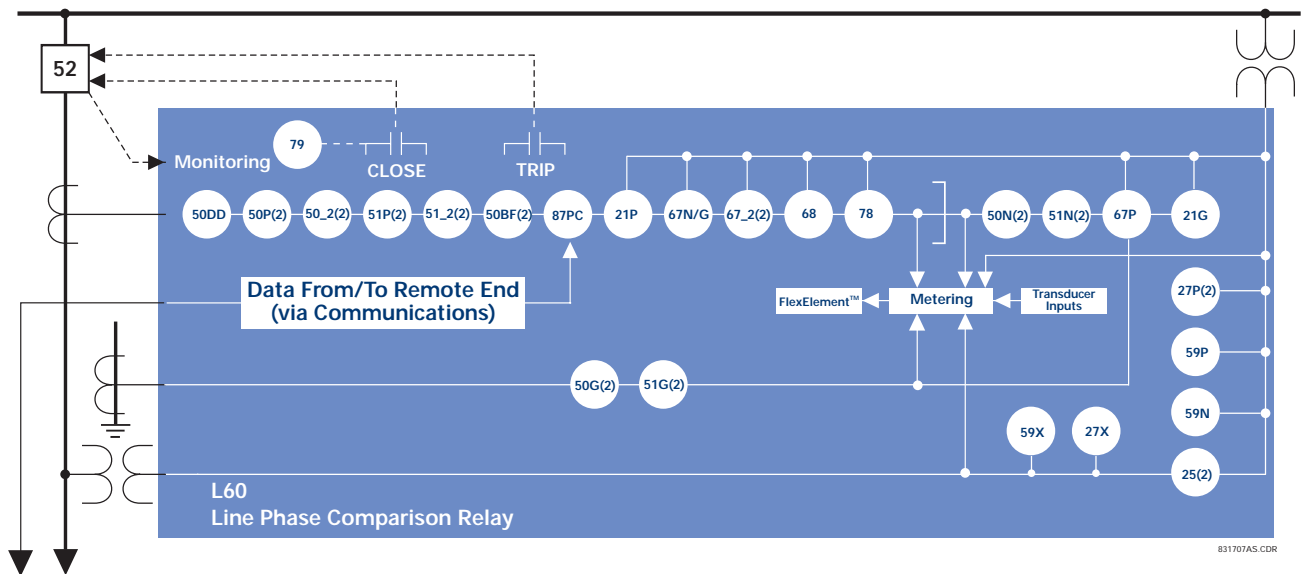 52
79
Monitoring
CLOSE
TRIP
50DD
50P(2)
50_2(2)
51P(2)
51_2(2)
50BF(2)
87PC
21P
67N/G
67_2(2)
68
78
50N(2)
51N(2)
67P
21G
Data From/To Remote End
(via Communications)
FlexElement™
Metering
Transducer
Inputs
27P(2)
59P
50G(2)
51G(2)
59N
59X
27X
25(2)
L60
Line Phase Comparison Relay
831707AS.CDR